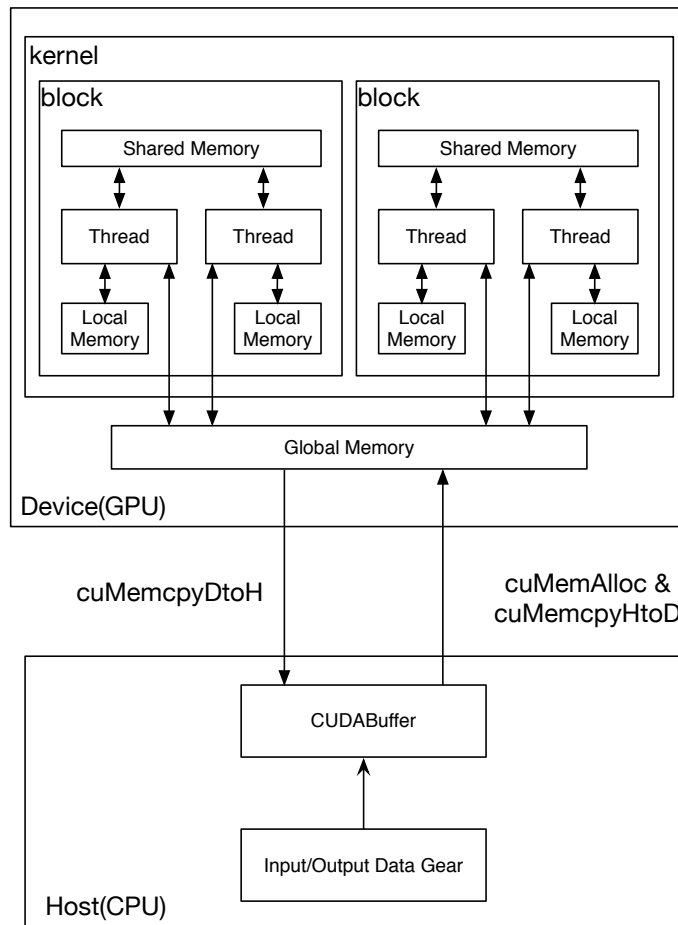 kernel
block
block
Shared Memory
Shared Memory
Thread
Thread
Thread
Thread
Local
Memory
Local
Memory
Local
Memory
Local
Memory
Global Memory
Device(GPU)
cuMemcpyDtoH
cuMemAlloc &
cuMemcpyHtoD
CUDABuffer
Input/Output Data Gear
Host(CPU)